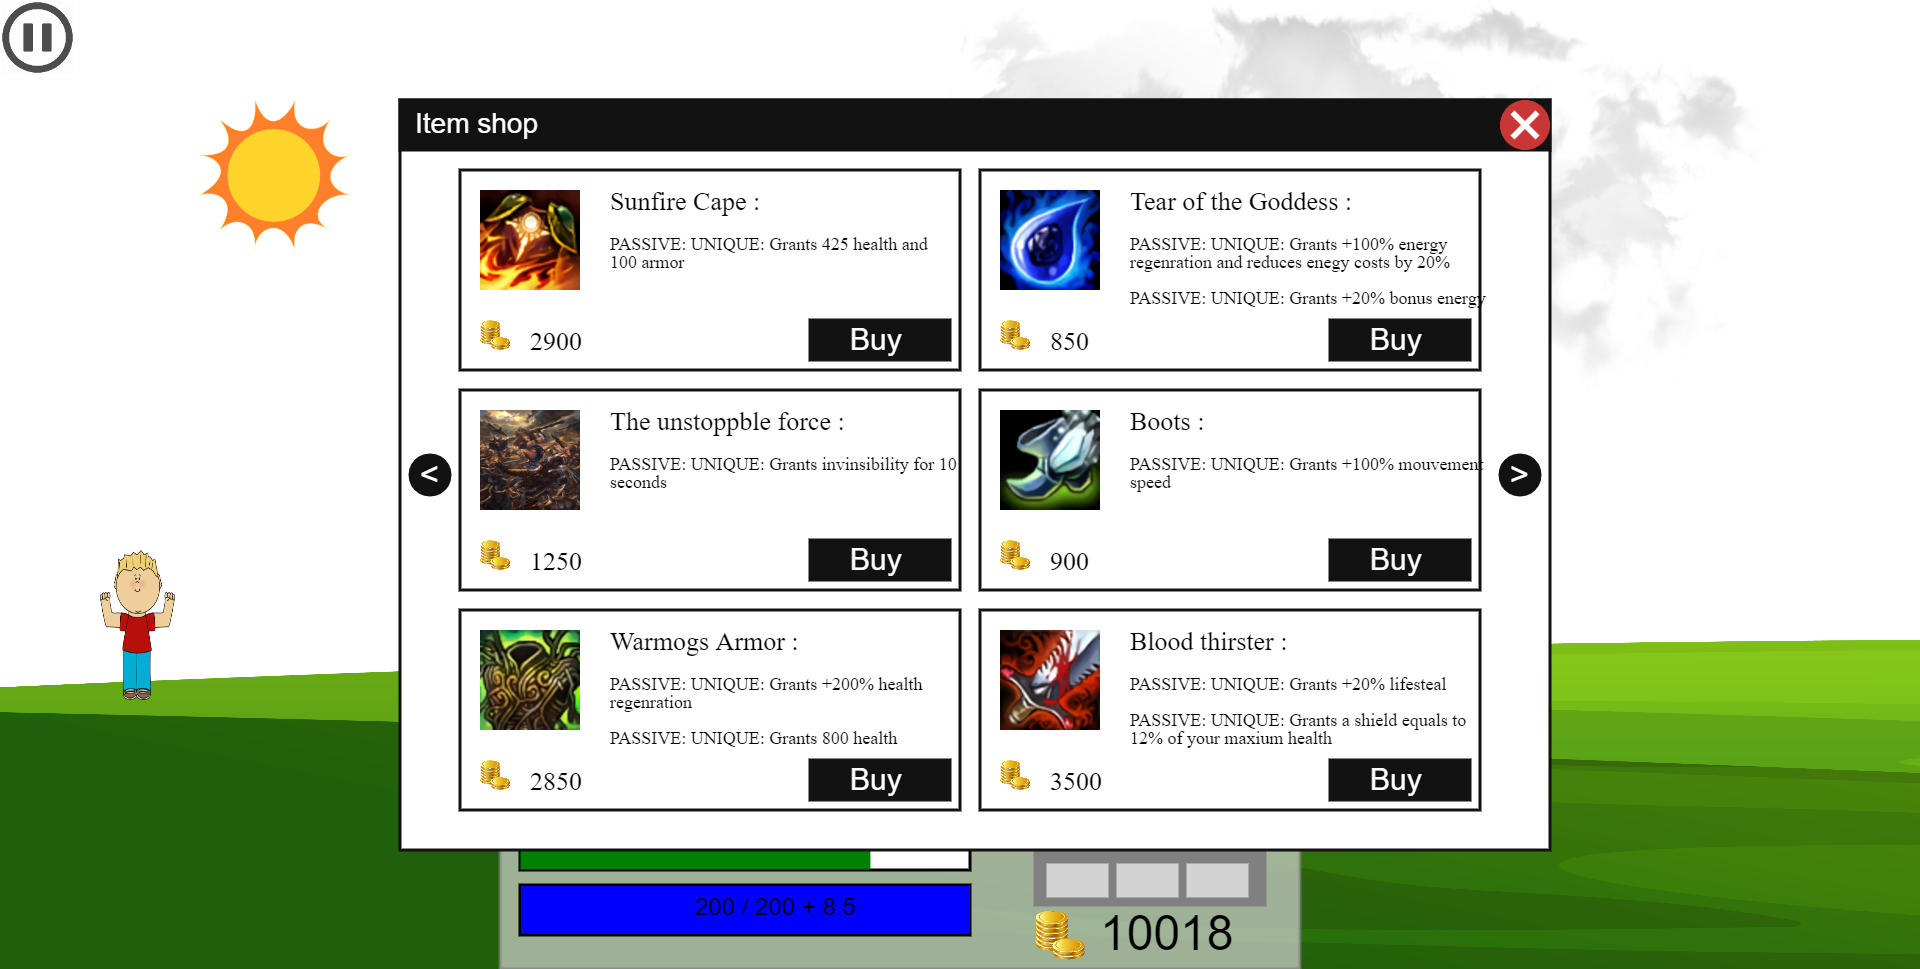 Item shop
Sunfire Cape :
PASSIVE: UNIQUE: Grants 425 health and
100 armor
2900
Buy
Tear of the Goddess :
PASSIVE: UNIQUE: Grants +100% energy
regenration and reduces enegy costs by 20%
PASSIVE: UNIQUE: Grants +20% bonus energy
850
Buy
<
The unstoppble force :
PASSIVE: UNIQUE: Grants invinsibility for 10
seconds
1250
Buy
Boots :
PASSIVE: UNIQUE: Grants +100% mouvement
speed
900
Buy
>
Warmogs Armor :
PASSIVE: UNIQUE: Grants +200% health
regenration
PASSIVE: UNIQUE: Grants 800 health
2850
Buy
Blood thirster :
PASSIVE: UNIQUE: Grants +20% lifesteal
PASSIVE: UNIQUE: Grants a shield equals to
12% of your maxium health
3500
Buy
200 / 200 + 8.5
10018